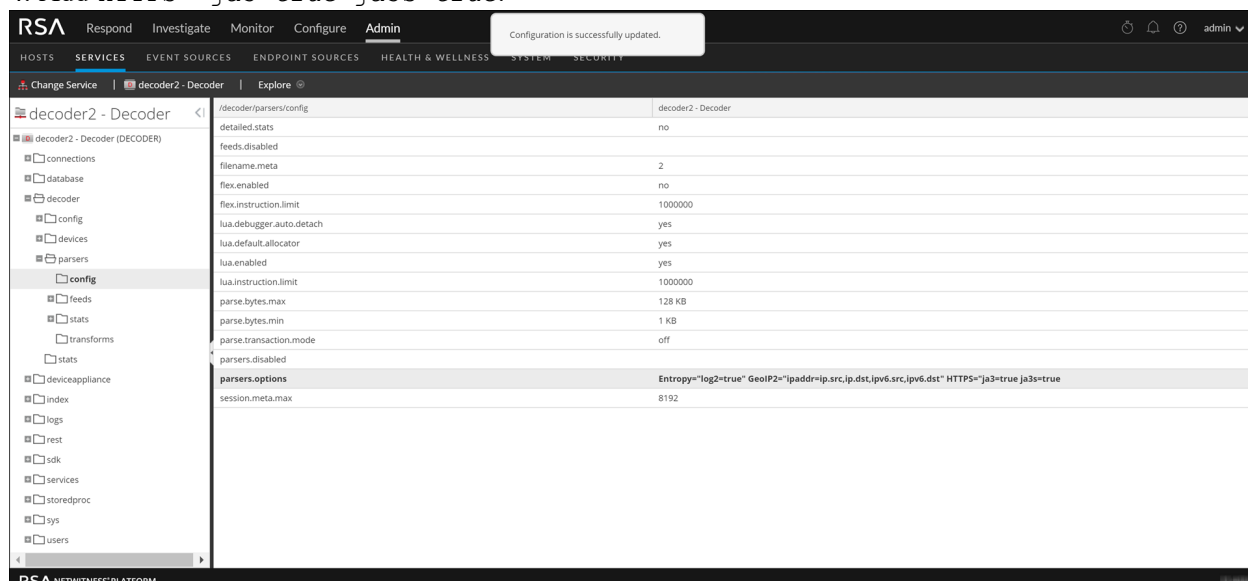 RSA Respond Investigate Monitor Configure Admin admin
Configuration is successfully updated.
HOSTS SERVICES EVENT SOURCES ENDPOINT SOURCES HEALTH & WELLNESS SYSTEM SECURITY
Change Service | decoder2 - Decoder | Explore
decoder2 - Decoder
/decoder/parsers/config decoder2 - Decoder
decoder2 - Decoder (DECODER)
connections
database
decoder
config
devices
parsers
config
feeds
stats
transforms
stats
deviceappliance
index
logs
rest
sdk
services
storedproc
sys
users
detailed.stats no
feeds.disabled
filename.meta 2
flex.enabled no
flex.instruction.limit 1000000
lua.debugger.auto.detach yes
lua.default.allocator yes
lua.enabled yes
lua.instruction.limit 1000000
parse.bytes.max 128 KB
parse.bytes.min 1 KB
parse.transaction.mode off
parsers.disabled
parsers.options Entropy="log2=true" GeoIP2="ipaddr=ip.src,ip.dst,ipv6.src,ipv6.dst" HTTPS="ja3=true ja3s=true
session.meta.max 8192
RSA NETWITNESS PLATFORM